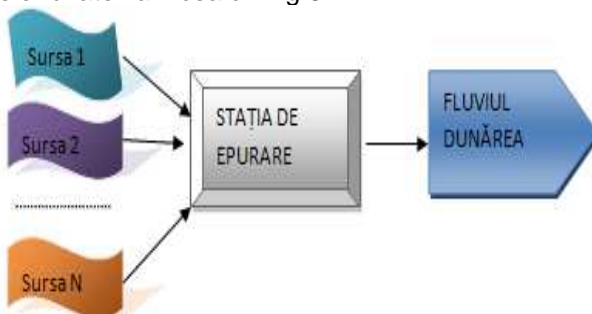 Sursa 1
Sursa 2
Sursa N
STAȚIA DE
EPURARE
FLUVIUL
DUNĂREA